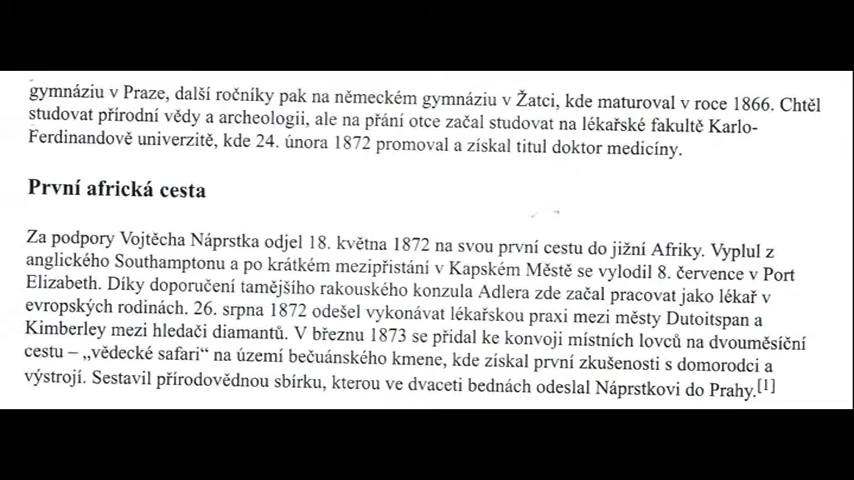 gymnáziu v Praze, další ročníky pak na německém gymnáziu v Žatci, kde maturoval v roce 1866. Chtěl
studovat přírodní vědy a archeologii, ale na přání otce začal studovat na lékařské fakultě Karlo-
Ferdinandově univerzitě, kde 24. února 1872 promoval a získal titul doktor medicíny.
První africká cesta
Za podpory Vojtěcha Náprstka odjel 18. května 1872 na svou první cestu do jižní Afriky. Vyplul z
anglického Southamptonu a po krátkém mezipřistání v Kapském Městě se vylodil 8. července v Port
Elizabeth. Díky doporučení tamějšího rakouského konzula Adlera zde začal pracovat jako lékař v
evropských rodinách. 26. srpna 1872 odešel vykonávat lékařskou praxi mezi městy Dutoitspan a
Kimberley mezi hledači diamantů. V březnu 1873 se přidal ke konvoji místních lovců na dvouměsíční
cestu – „vědecké safari“ na území bečuánského kmene, kde získal první zkušenosti s domorodci a
výstrojí. Sestavil přírodovědnou sbírku, kterou ve dvaceti bednách odeslal Náprstkovi do Prahy.[1]